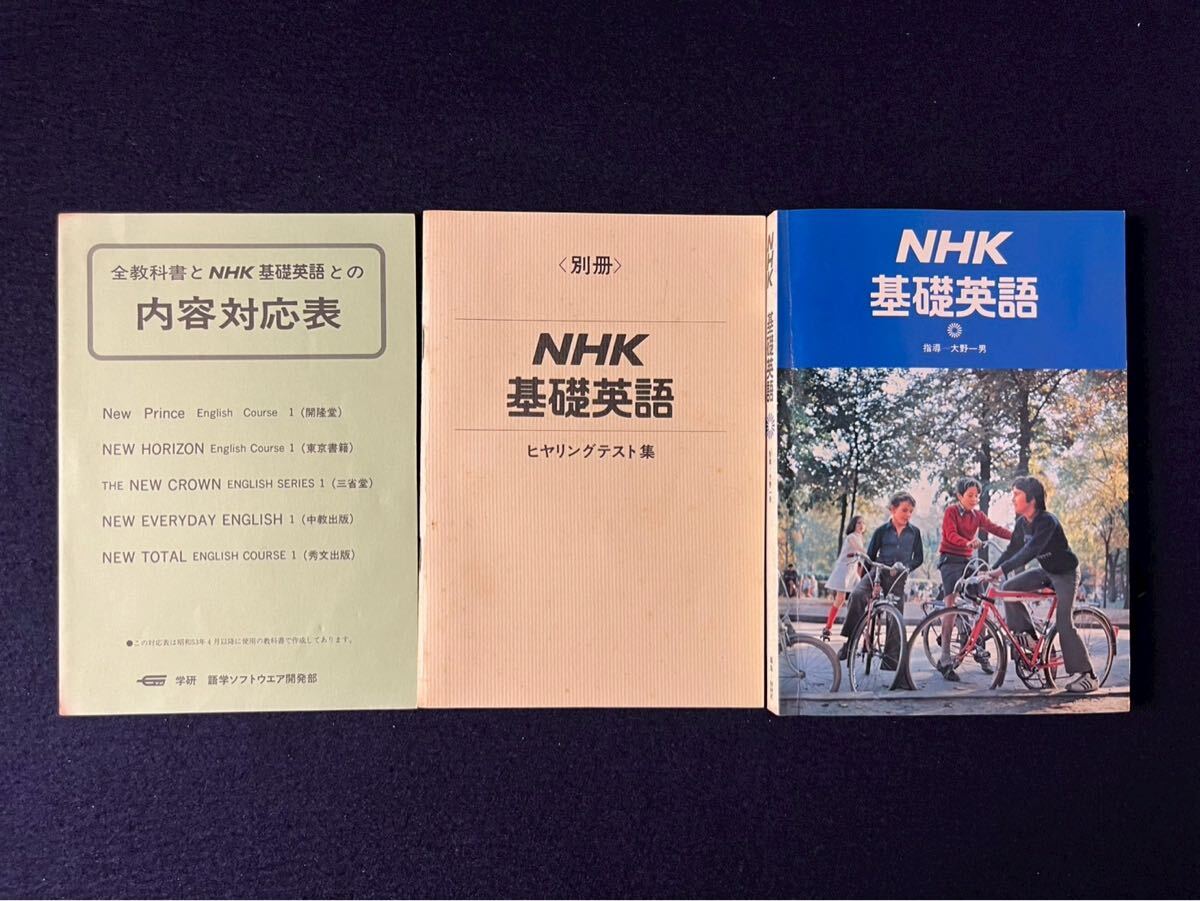 全教科書とNHK基礎英語との
内容対応表
New Prince English Course 1 (開隆堂)
NEW HORIZON English Course 1 (東京書籍)
THE NEW CROWN ENGLISH SERIES 1 (三省堂)
NEW EVERYDAY ENGLISH 1 (中教出版)
NEW TOTAL ENGLISH COURSE 1 (秀文出版)
●この対応表は昭和53年4月以降に使用の教科書で作成してあります。
学研 語学ソフトウエア開発部
〈別冊〉
NHK
基礎英語
ヒヤリングテスト集
NHK 基礎英語
NHK
基礎英語
指導―大野一男